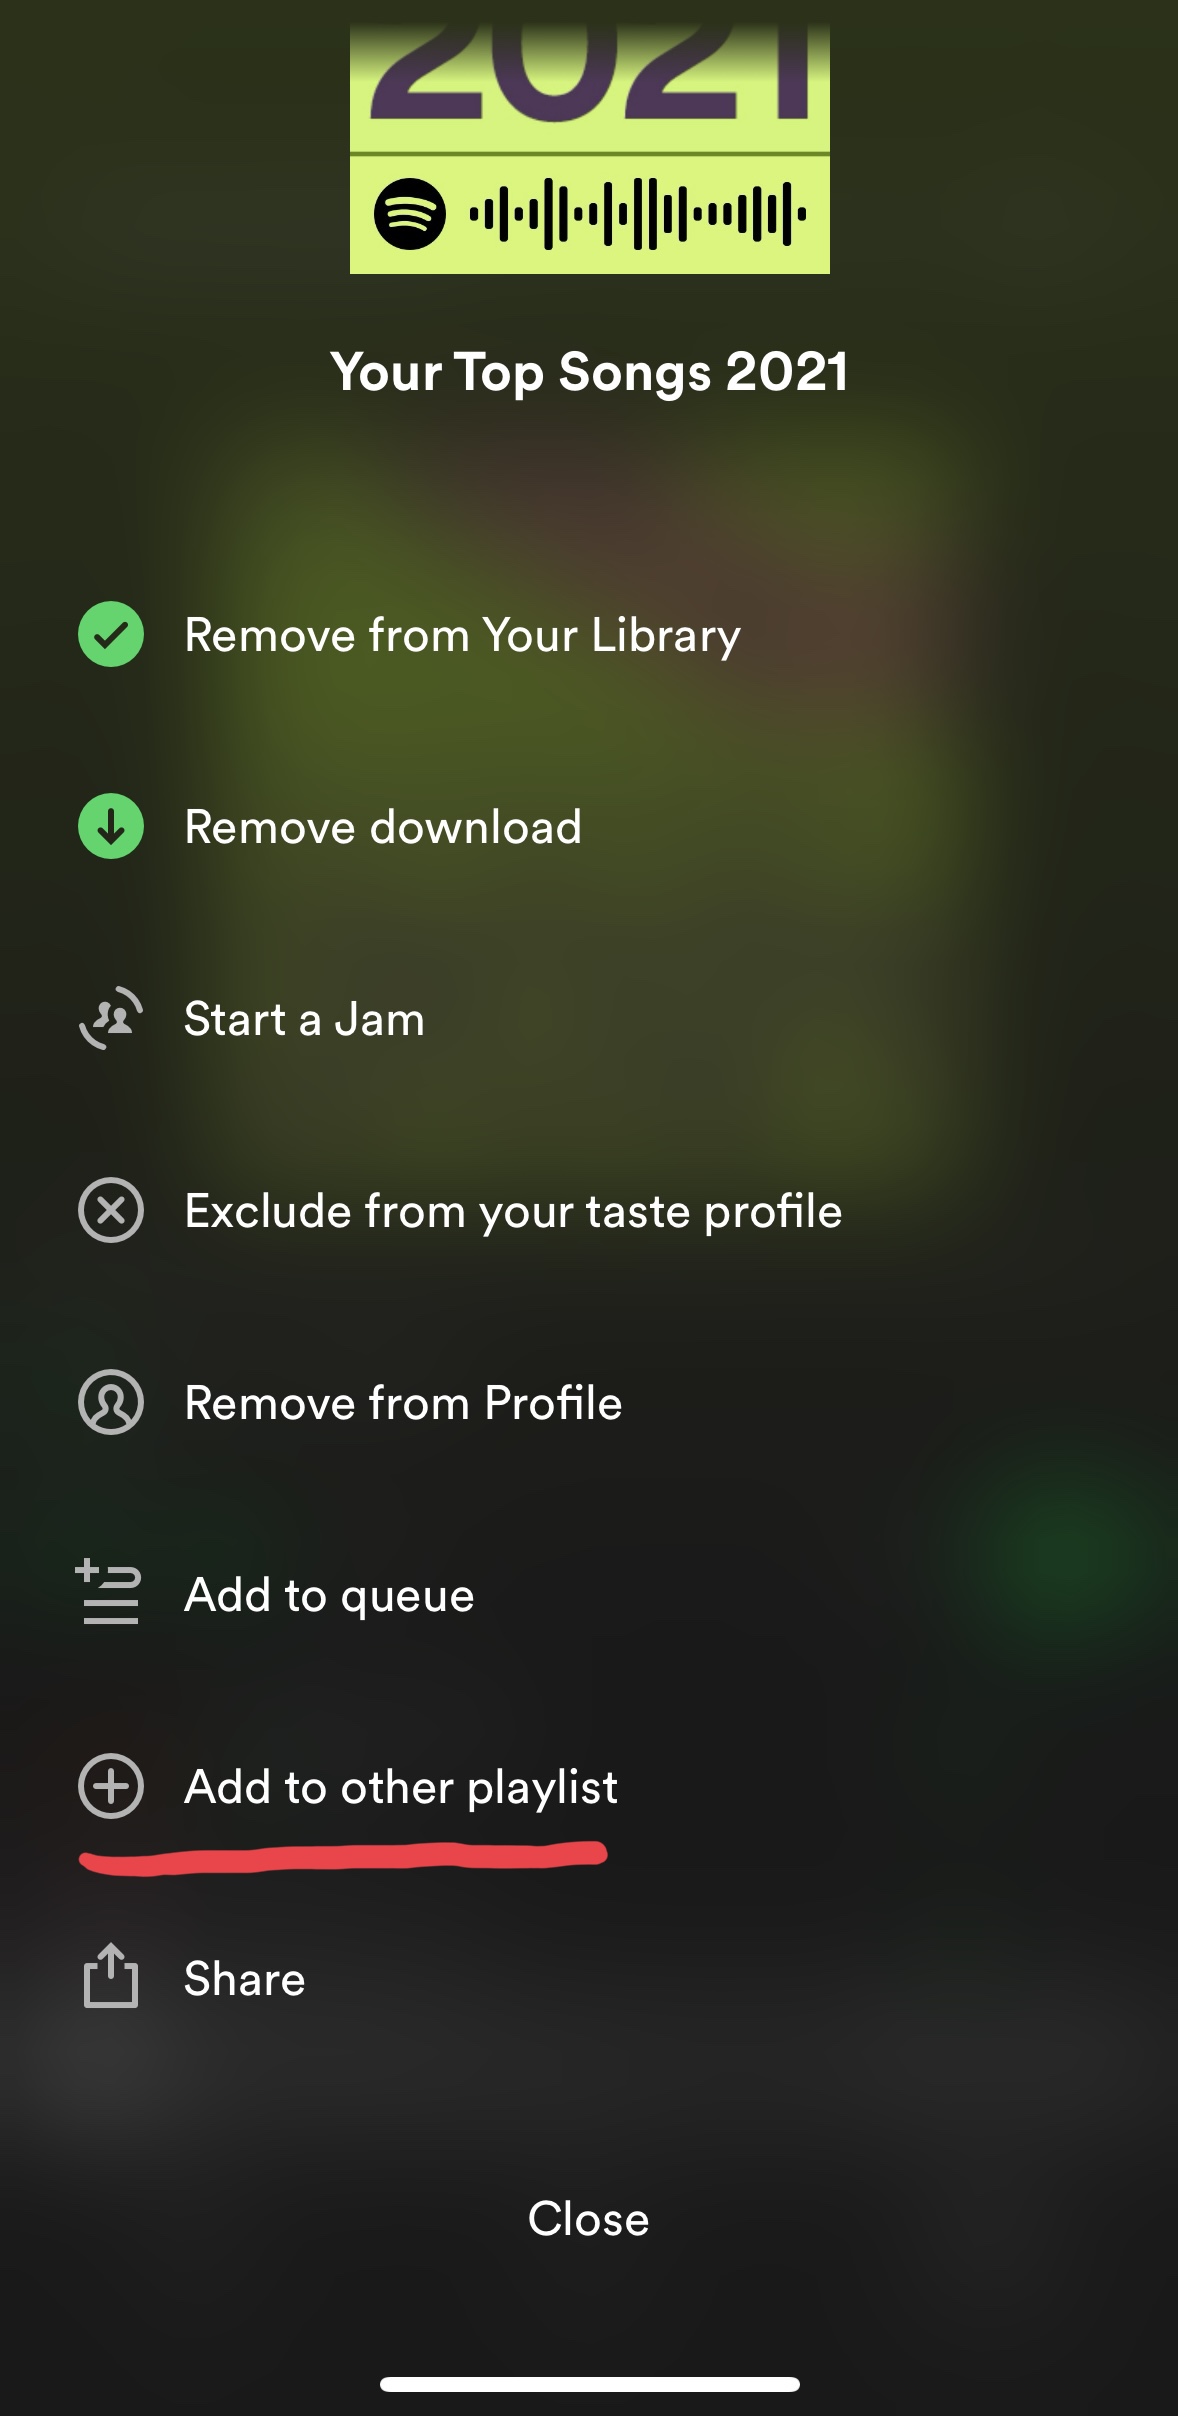 2021
Your Top Songs 2021
Remove from Your Library
Remove download
Start a Jam
Exclude from your taste profile
Remove from Profile
Add to queue
Add to other playlist
Share
Close